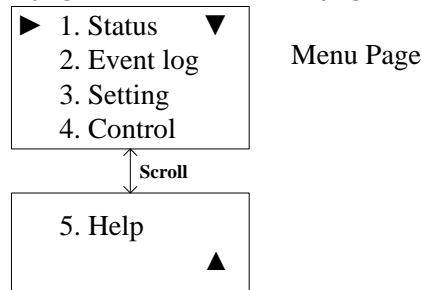 ► 1. Status ▼
2. Event log
3. Setting
4. Control
Menu Page
Scroll
5. Help
▲